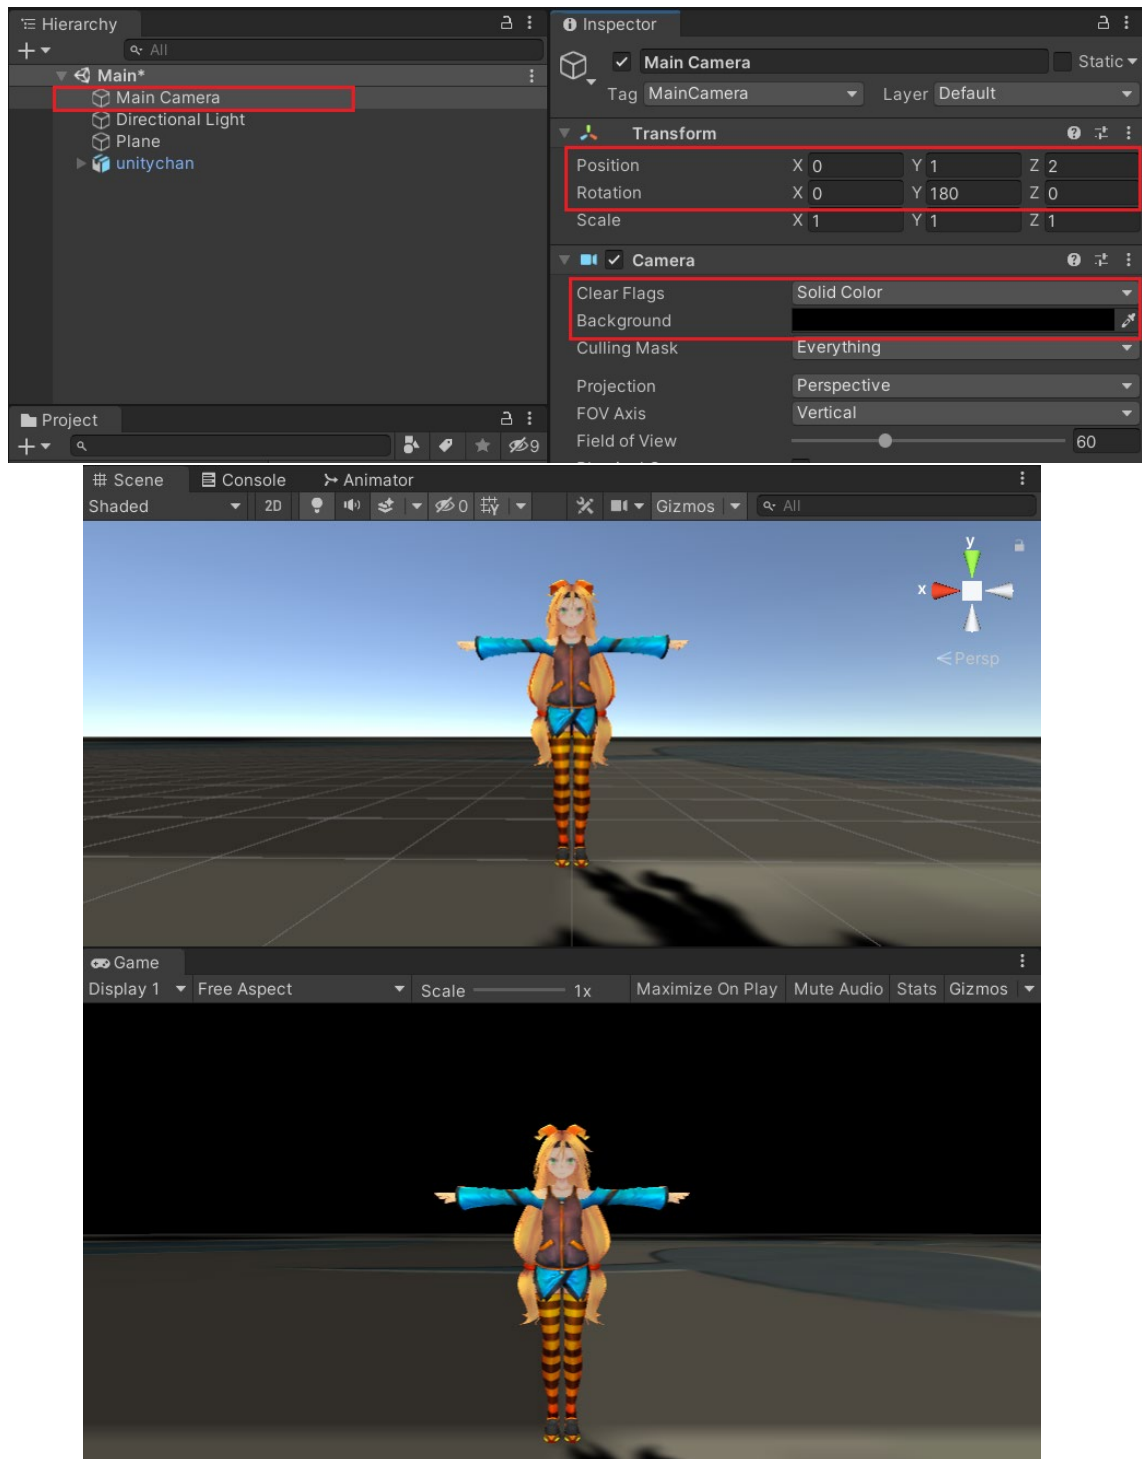 Hierarchy
All
Main*
Main Camera
Directional Light
Plane
unitychan
Project
9
Inspector
Main Camera
Static
Tag MainCamera Layer Default
Transform
Position X 0 Y 1 Z 2
Rotation X 0 Y 180 Z 0
Scale X 1 Y 1 Z 1
Camera
Clear Flags Solid Color
Background
Culling Mask Everything
Projection Perspective
FOV Axis Vertical
Field of View 60
Scene Console Animator
Shaded 2D 0 Gizmos All
y
x
Persp
Game
Display 1 Free Aspect Scale 1x Maximize On Play Mute Audio Stats Gizmos